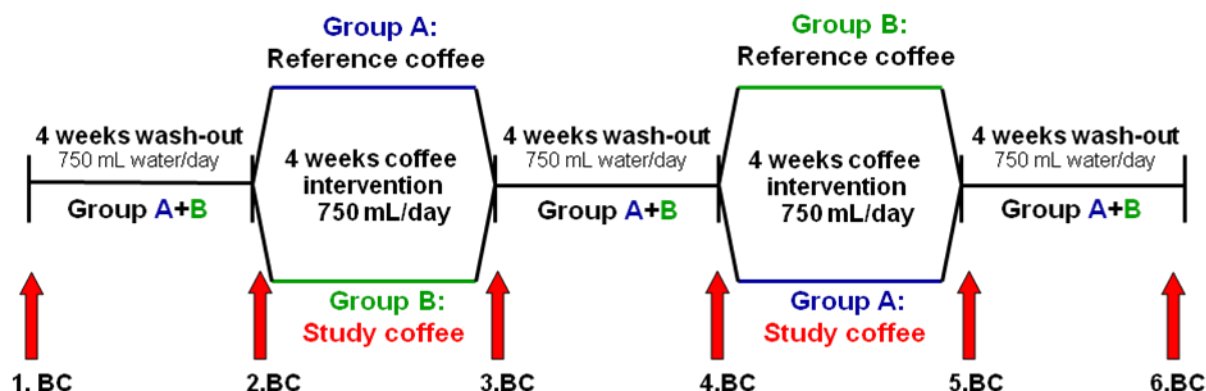 Group A:
Reference coffee
Group B:
Reference coffee
4 weeks wash-out
750 mL water/day
Group A+B
4 weeks coffee
intervention
750 mL/day
4 weeks wash-out
750 mL water/day
Group A+B
4 weeks coffee
intervention
750 mL/day
4 weeks wash-out
750 mL water/day
Group A+B
Group B:
Study coffee
Group A:
Study coffee
1. BC
2.BC
3.BC
4.BC
5.BC
6.BC